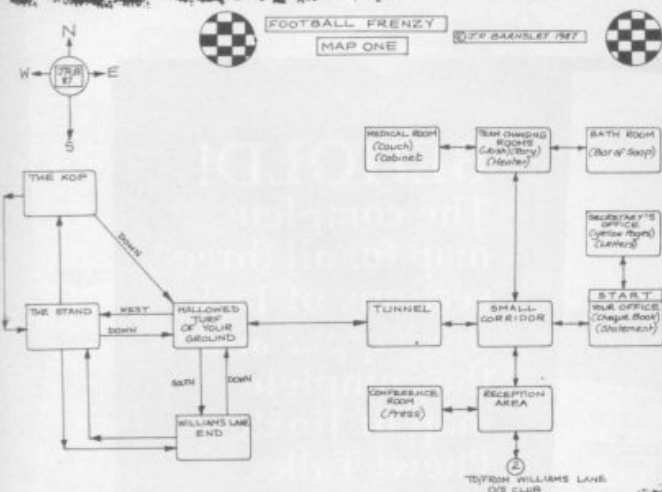 FOOTBALL FRENZY
MAP ONE
© J.P. BARNSLEY 1987
N
W
E
S
MEDICAL ROOM
(Couch)
(Cabinet
TEAM CHANGING
ROOMS
(Heater)
BATH ROOM
(Bar of Soap)
THE KOP
DOWN
SECRETARY'S
OFFICE
(Yellow Pages)
(Letters)
THE STAND
WEST
DOWN
HALLOWED
TURF
OF YOUR
GROUND
TUNNEL
SMALL
CORRIDOR
START
YOUR OFFICE
(Cheque Book)
(Statement)
SOUTH
DOWN
WILLIAMS LANE
END
CONFERENCE
ROOM
(Press)
RECEPTION
AREA
2
TO/FROM WILLIAMS LANE
O/S CLUB